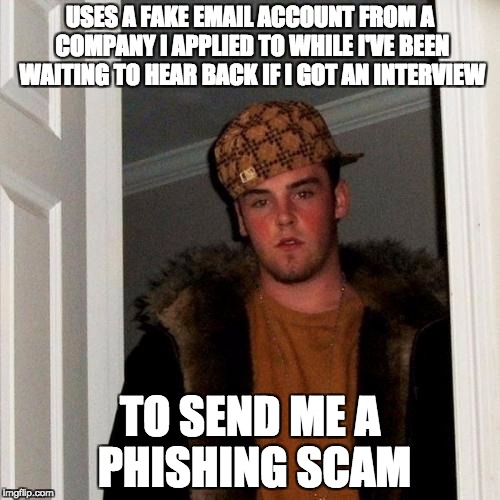 USES A FAKE EMAIL ACCOUNT FROM A
COMPANY I APPLIED TO WHILE I'VE BEEN
WAITING TO HEAR BACK IF I GOT AN INTERVIEW
TO SEND ME A
PHISHING SCAM
imgflip.com